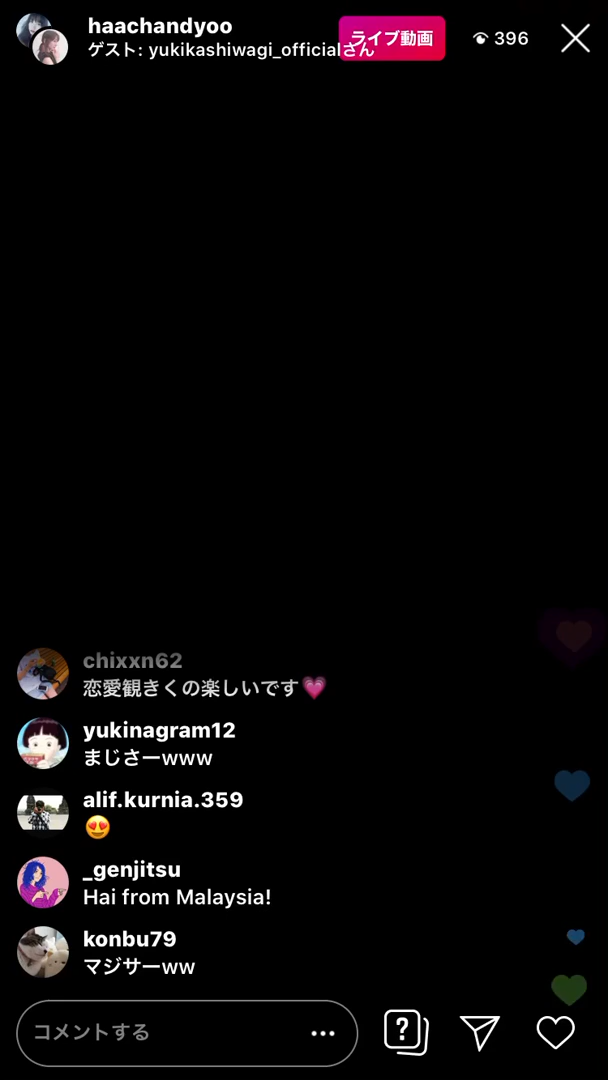 haachandyoo
ゲスト: yukikashiwagi_officialさん
ライブ動画
396
chixxn62
恋愛観きくの楽しいです💗
yukinagram12
まじさーwww
alif.kurnia.359
😍
_genjitsu
Hai from Malaysia!
konbu79
マジサーww
コメントする